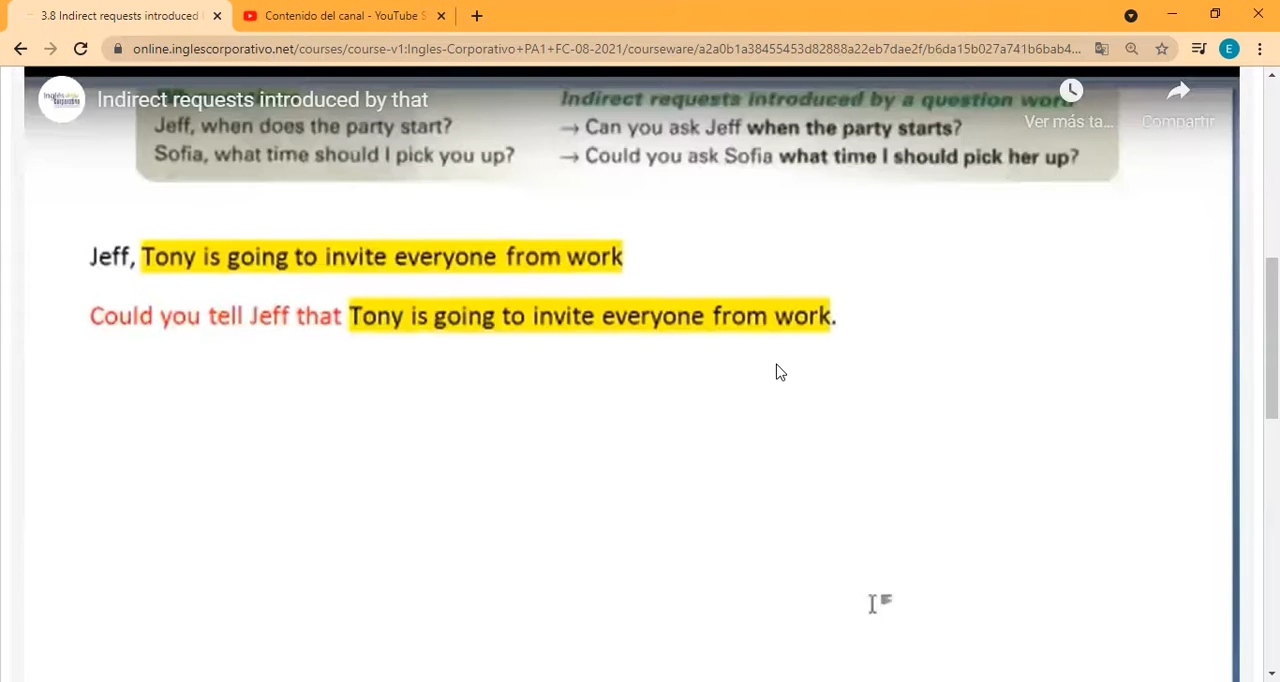 3.8 Indirect requests introduced
Contenido del canal - YouTube S
online.inglescorporativo.net/courses/course-v1:Ingles-Corporativo+PA1+FC-08-2021/courseware/a2a0b1a38455453d82888a22eb7dae2f/b6da15b027a741b6bab4...
E
Indirect requests introduced by that
Indirect requests introduced by a question word
Ver más ta...
Compartir
Jeff, when does the party start? → Can you ask Jeff when the party starts?
Sofia, what time should I pick you up? → Could you ask Sofia what time I should pick her up?
Jeff, Tony is going to invite everyone from work
Could you tell Jeff that Tony is going to invite everyone from work.